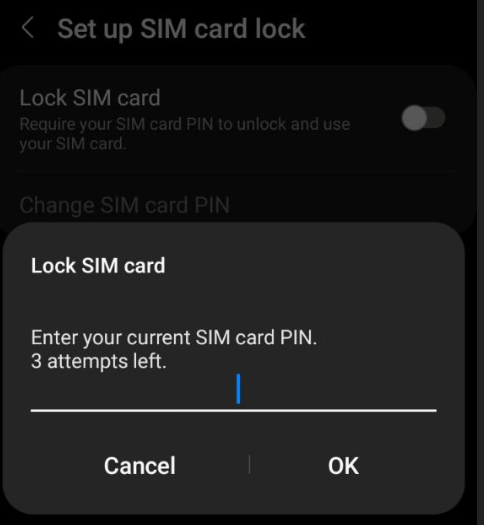 Set up SIM card lock
Lock SIM card
Require your SIM card PIN to unlock and use
your SIM card.
Change SIM card PIN
Lock SIM card
Enter your current SIM card PIN.
3 attempts left.
Cancel
OK